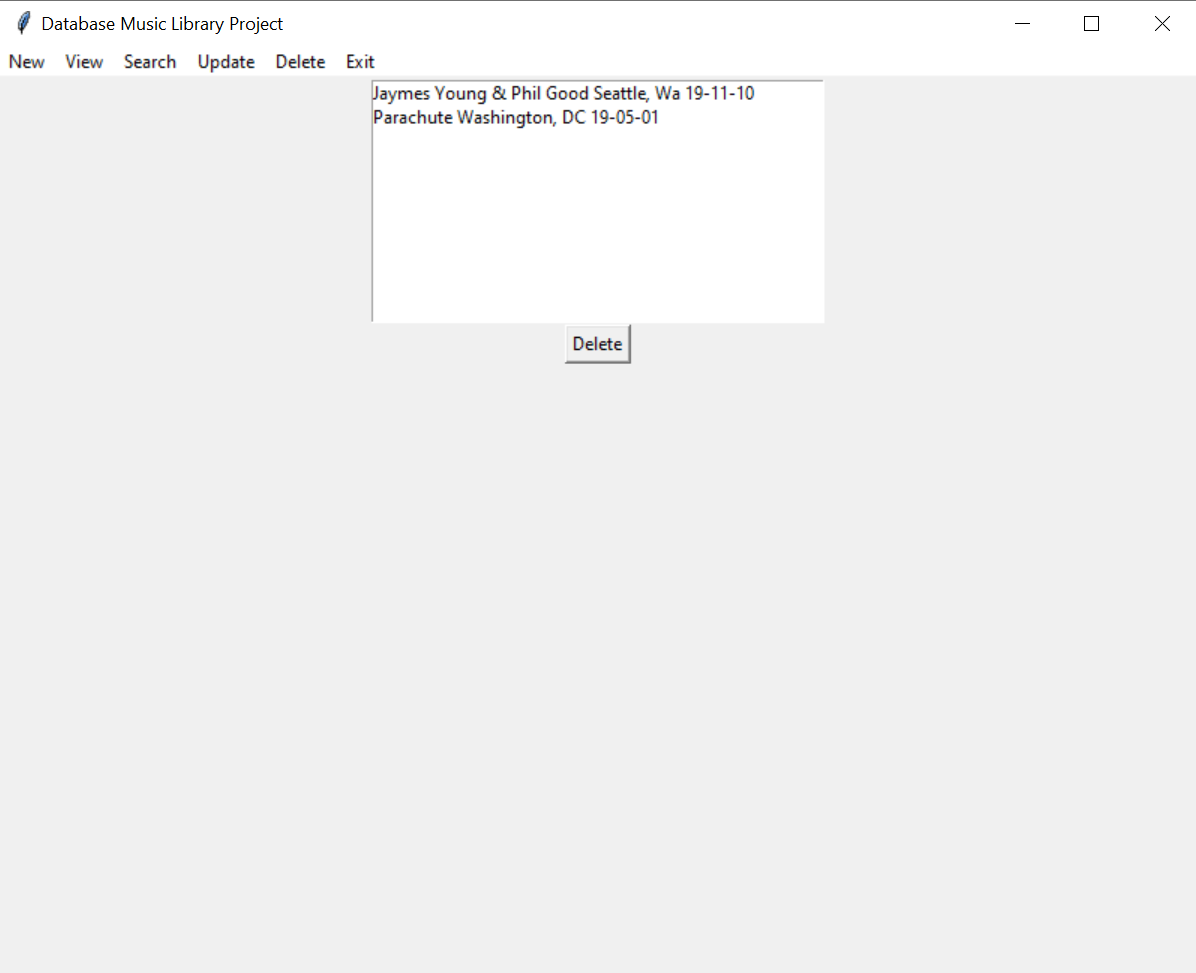 Database Music Library Project
New View Search Update Delete Exit
Jaymes Young & Phil Good Seattle, Wa 19-11-10
Parachute Washington, DC 19-05-01
Delete